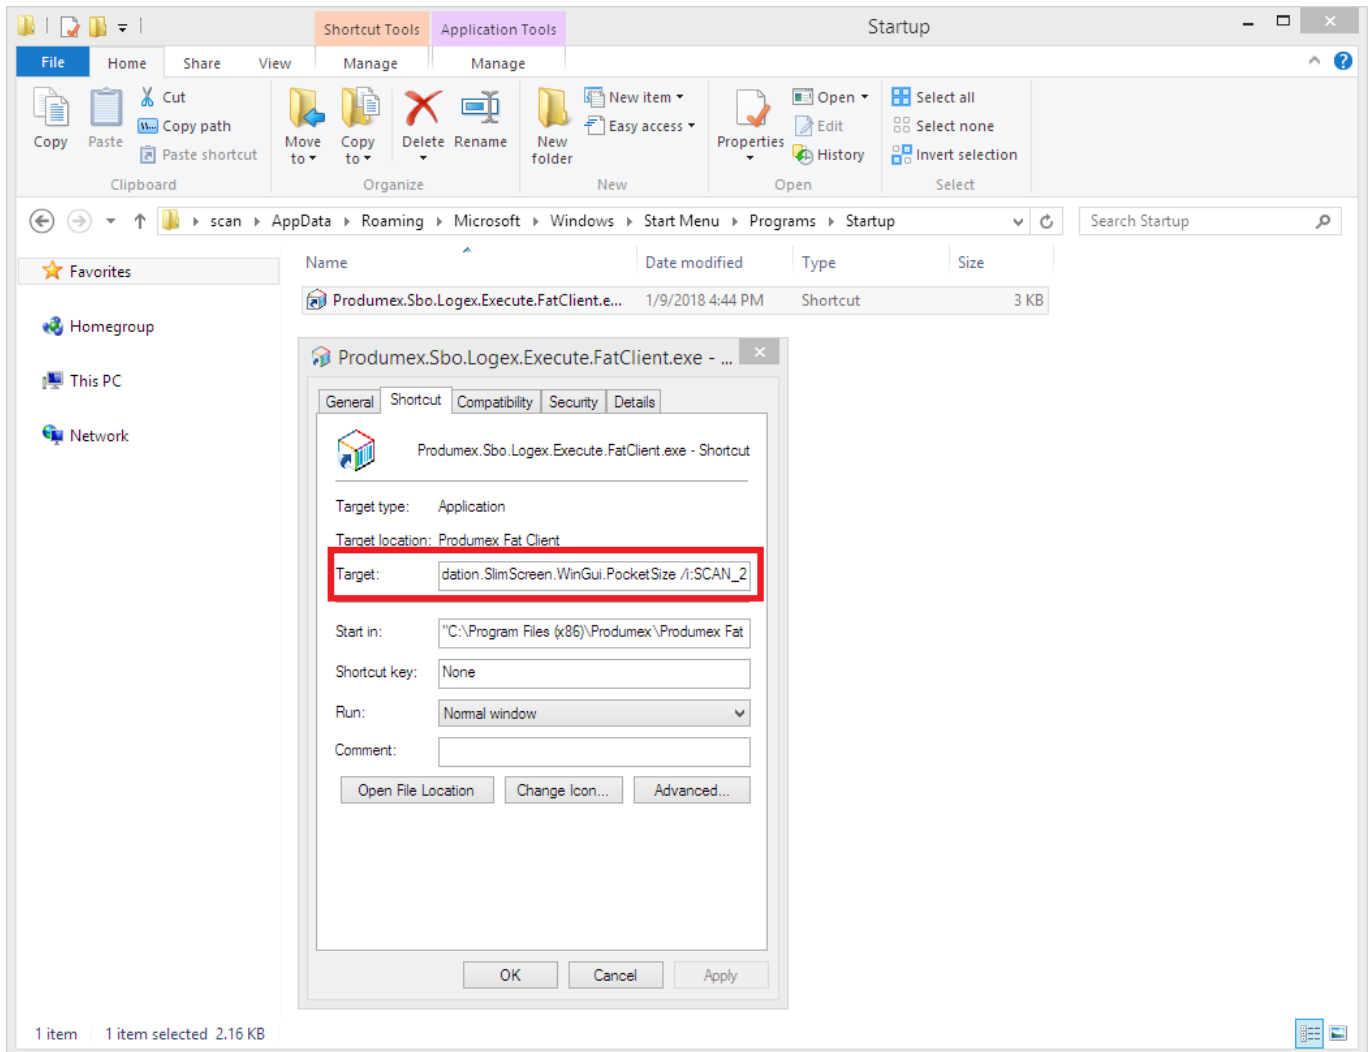 Shortcut Tools Application Tools Startup
File Home Share View Manage Manage
Copy
Paste
Cut
Copy path
Paste shortcut
Clipboard
Move to
Copy to
Delete
Rename
Organize
New folder
New item
Easy access
New
Properties
Open
Edit
History
Open
Select all
Select none
Invert selection
Select
scan AppData Roaming Microsoft Windows Start Menu Programs Startup
Search Startup
Favorites
Homegroup
This PC
Network
Name Date modified Type Size
Produmex.Sbo.Logex.Execute.FatClient.e... 1/9/2018 4:44 PM Shortcut 3 KB
Produmex.Sbo.Logex.Execute.FatClient.exe - ...
General Shortcut Compatibility Security Details
Produmex.Sbo.Logex.Execute.FatClient.exe - Shortcut
Target type: Application
Target location: Produmex Fat Client
Target: dation.SlimScreen.WinGui.PocketSize /i:SCAN_2
Start in: "C:\Program Files (x86)\Produmex\Produmex Fat
Shortcut key: None
Run: Normal window
Comment:
Open File Location Change Icon... Advanced...
OK Cancel Apply
1 item 1 item selected 2.16 KB